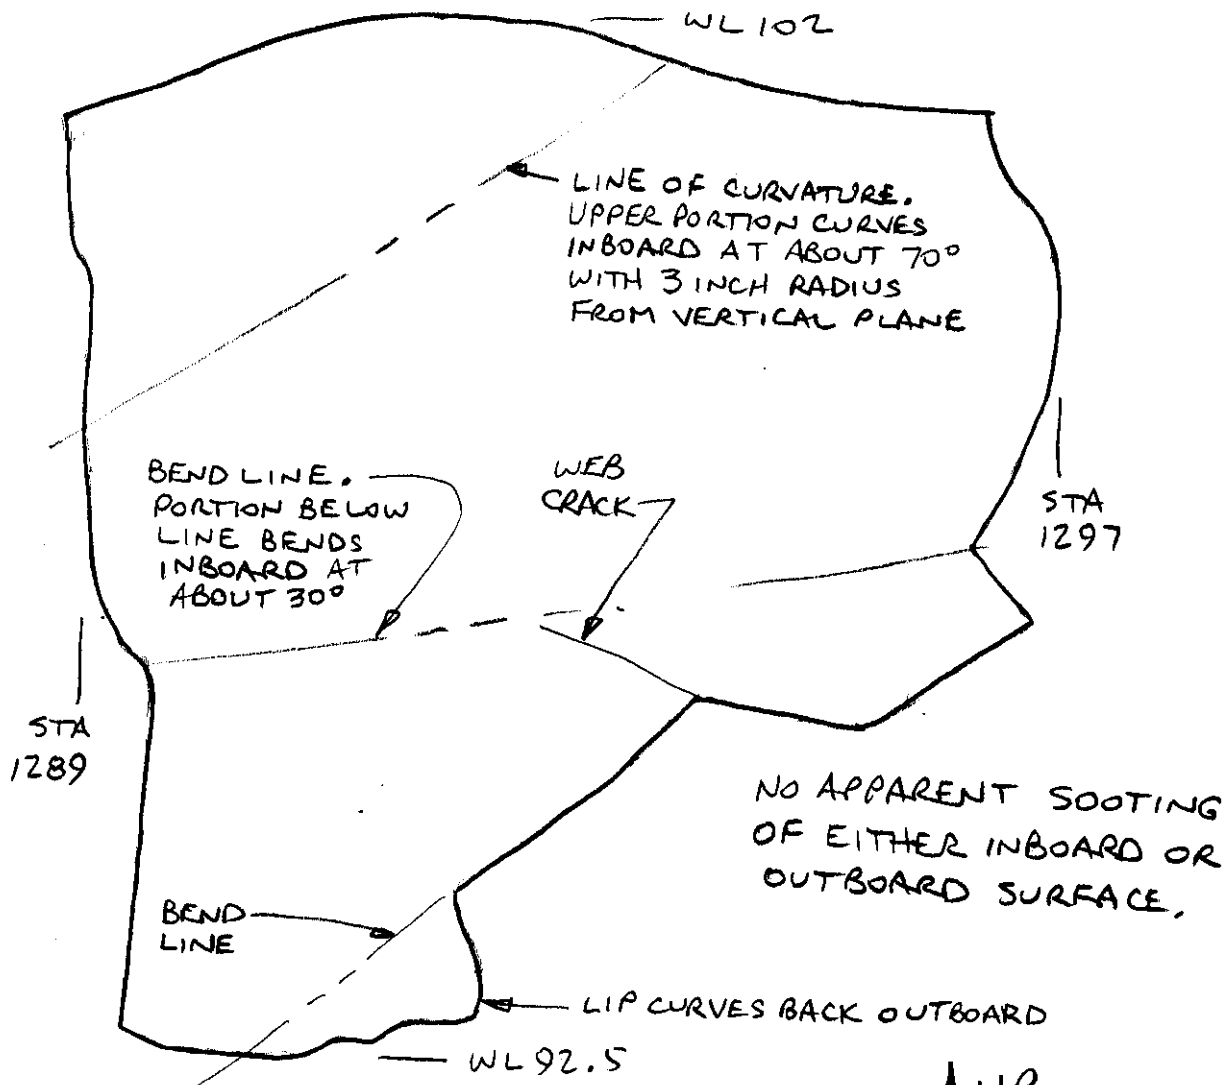 WL 102
LINE OF CURVATURE.
UPPER PORTION CURVES
INBOARD AT ABOUT 70°
WITH 3 INCH RADIUS
FROM VERTICAL PLANE
BEND LINE.
PORTION BELOW
LINE BENDS
INBOARD AT
ABOUT 30°
WEB
CRACK
STA
1297
STA
1289
NO APPARENT SOOTING
OF EITHER INBOARD OR
OUTBOARD SURFACE.
BEND
LINE
LIP CURVES BACK OUTBOARD
WL 92.5